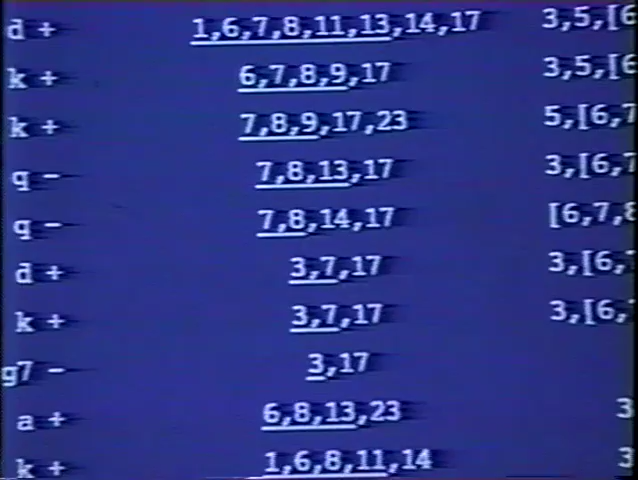 d + 1,6,7,8,11,13,14,17 3,5,[6
k + 6,7,8,9,17 3,5,[6
k + 7,8,9,17,23 5,[6,7
q - 7,8,13,17 3,[6,7
q - 7,8,14,17 [6,7,8
d + 3,7,17 3,[6,
k + 3,7,17 3,[6,
g7 - 3,17
a + 6,8,13,23 3
k + 1,6,8,11,14 3